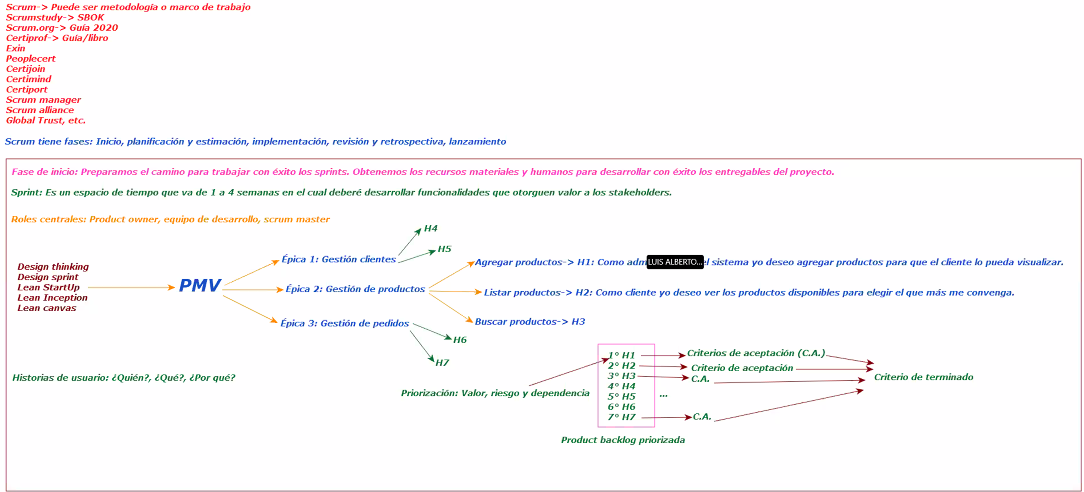 Scrum-> Puede ser metodología o marco de trabajo
Scrumstudy-> SBOK
Scrum.org-> Guía 2020
Certiprof-> Guía/libro
Exin
Peoplecert
Certijoin
Certimind
Certiport
Scrum manager
Scrum alliance
Global Trust, etc.
Scrum tiene fases: Inicio, planificación y estimación, implementación, revisión y retrospectiva, lanzamiento
Fase de inicio: Preparamos el camino para trabajar con éxito los sprints. Obtenemos los recursos materiales y humanos para desarrollar con éxito los entregables del proyecto.
Sprint: Es un espacio de tiempo que va de 1 a 4 semanas en el cual deberé desarrollar funcionalidades que otorguen valor a los stakeholders.
Roles centrales: Product owner, equipo de desarrollo, scrum master
H4
H5
Épica 1: Gestión clientes
Agregar productos-> H1: Como adm LUIS ALBERTO... el sistema yo deseo agregar productos para que el cliente lo pueda visualizar.
Design thinking
Design sprint
Lean StartUp
Lean Inception
Lean canvas
PMV
Épica 2: Gestión de productos
Listar productos-> H2: Como cliente yo deseo ver los productos disponibles para elegir el que más me convenga.
Épica 3: Gestión de pedidos
Buscar productos-> H3
H6
H7
Historias de usuario: ¿Quién?, ¿Qué?, ¿Por qué?
Priorización: Valor, riesgo y dependencia
1° H1
2° H2
3° H3
4° H4
5° H5
6° H6
7° H7
Criterios de aceptación (C.A.)
Criterio de aceptación
C.A.
...
C.A.
Criterio de terminado
Product backlog priorizada